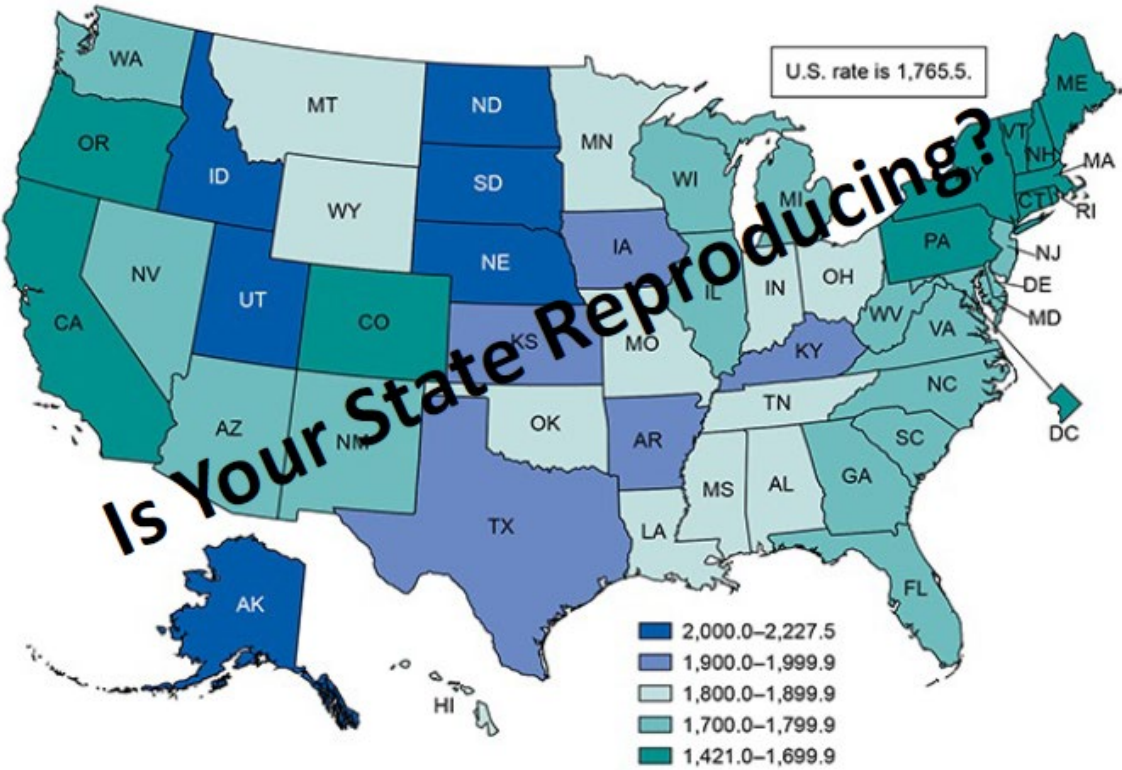 WA
MT
ND
MN
ME
U.S. rate is 1,765.5.
OR
ID
SD
WI
MI
VT
NH
NY
MA
WY
IA
CT
RI
NV
UT
NE
IL
IN
OH
PA
NJ
DE
MD
CA
CO
KS
MO
KY
WV
VA
AZ
NM
OK
AR
TN
NC
SC
DC
TX
LA
MS
AL
GA
FL
AK
HI
Is Your State Reproducing?
2,000.0–2,227.5
1,900.0–1,999.9
1,800.0–1,899.9
1,700.0–1,799.9
1,421.0–1,699.9